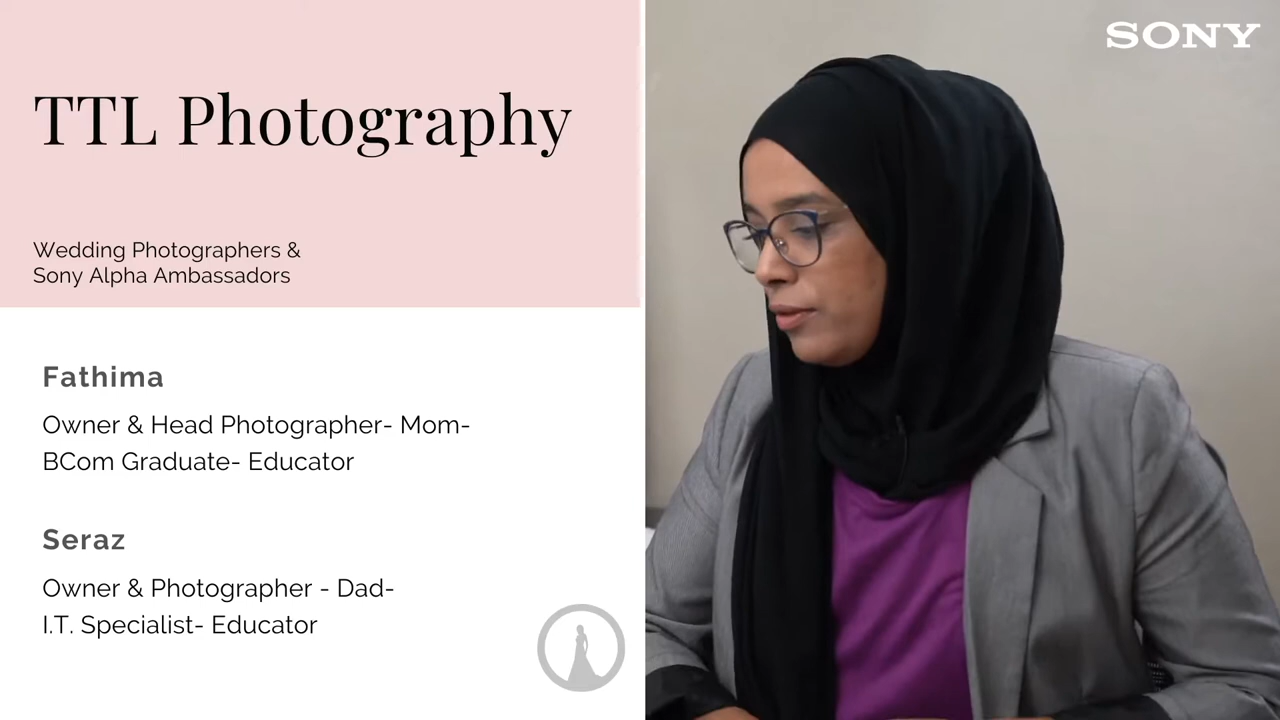 TTL Photography
Wedding Photographers &
Sony Alpha Ambassadors
Fathima
Owner & Head Photographer- Mom-
BCom Graduate- Educator
Seraz
Owner & Photographer - Dad-
I.T. Specialist- Educator
SONY